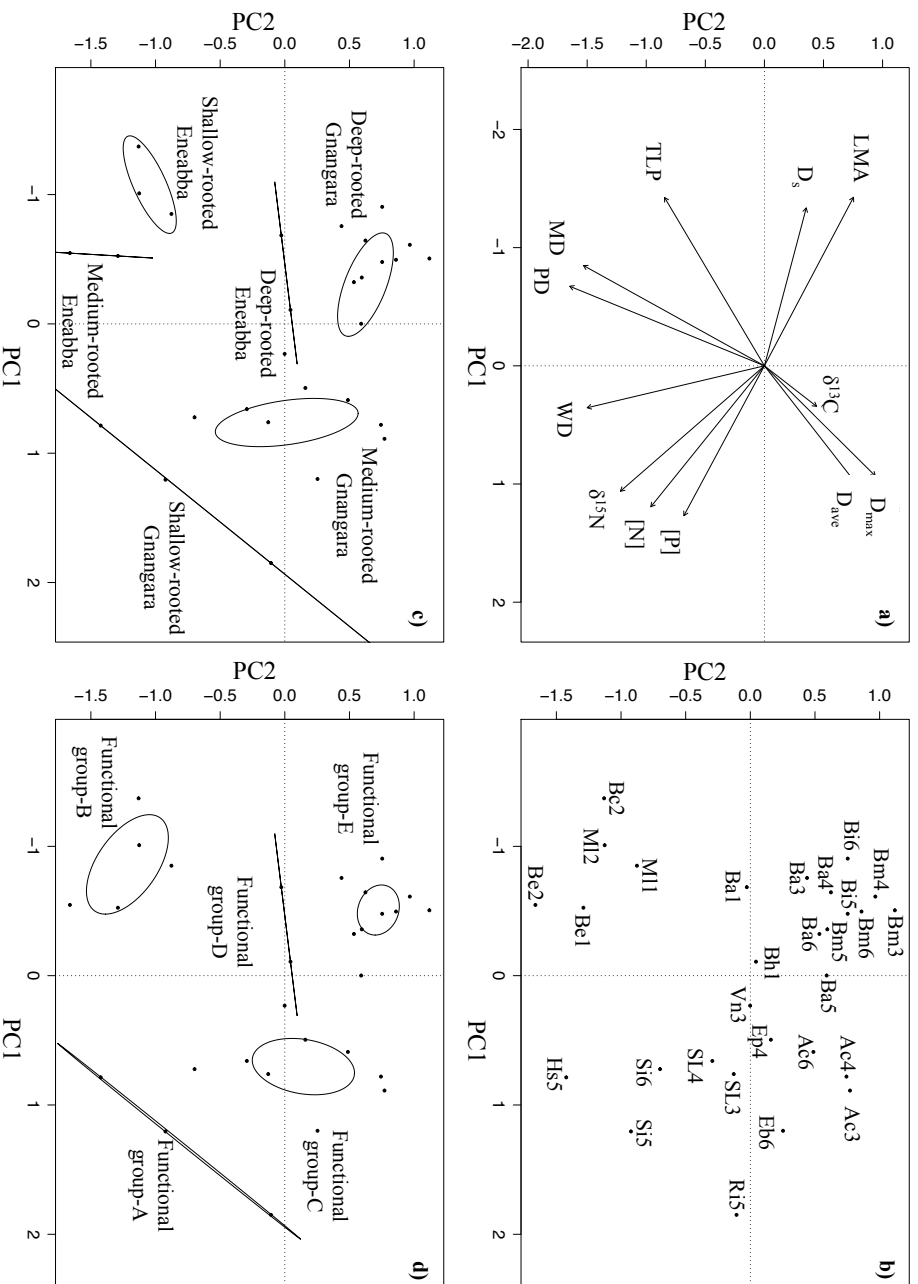 a)
PC2
−2.0 −1.5 −1.0 −0.5 0.0 0.5 1.0
LMA
Ds
TLP
MD
PD
WD
δ13C
Dmax
Dave
[P]
[N]
δ15N
−2 −1 0 1 2
PC1
b)
PC2
−1.5 −1.0 −0.5 0.0 0.5 1.0
Bm3
Bm4
Bi6
Bm6
Bi5
Bm5
Ba4
Ba6
Ba3
Ba5
Ac4
Ac3
Ac6
Eb6
Ep4
Bh1
Vn3
Ba1
SL3
Ri5
SL4
Si6
Ml1
Si5
Ml2
Bc2
Be1
Hs5
Be2
−1 0 1 2
PC1
c)
PC2
−1.5 −1.0 −0.5 0.0 0.5 1.0
Deep-rooted
Gnangara
Medium-rooted
Gnangara
Deep-rooted
Eneabba
Shallow-rooted
Eneabba
Shallow-rooted
Gnangara
Medium-rooted
Eneabba
−1 0 1 2
PC1
d)
PC2
−1.5 −1.0 −0.5 0.0 0.5 1.0
Functional
group-E
Functional
group-C
Functional
group-D
Functional
group-A
Functional
group-B
−1 0 1 2
PC1